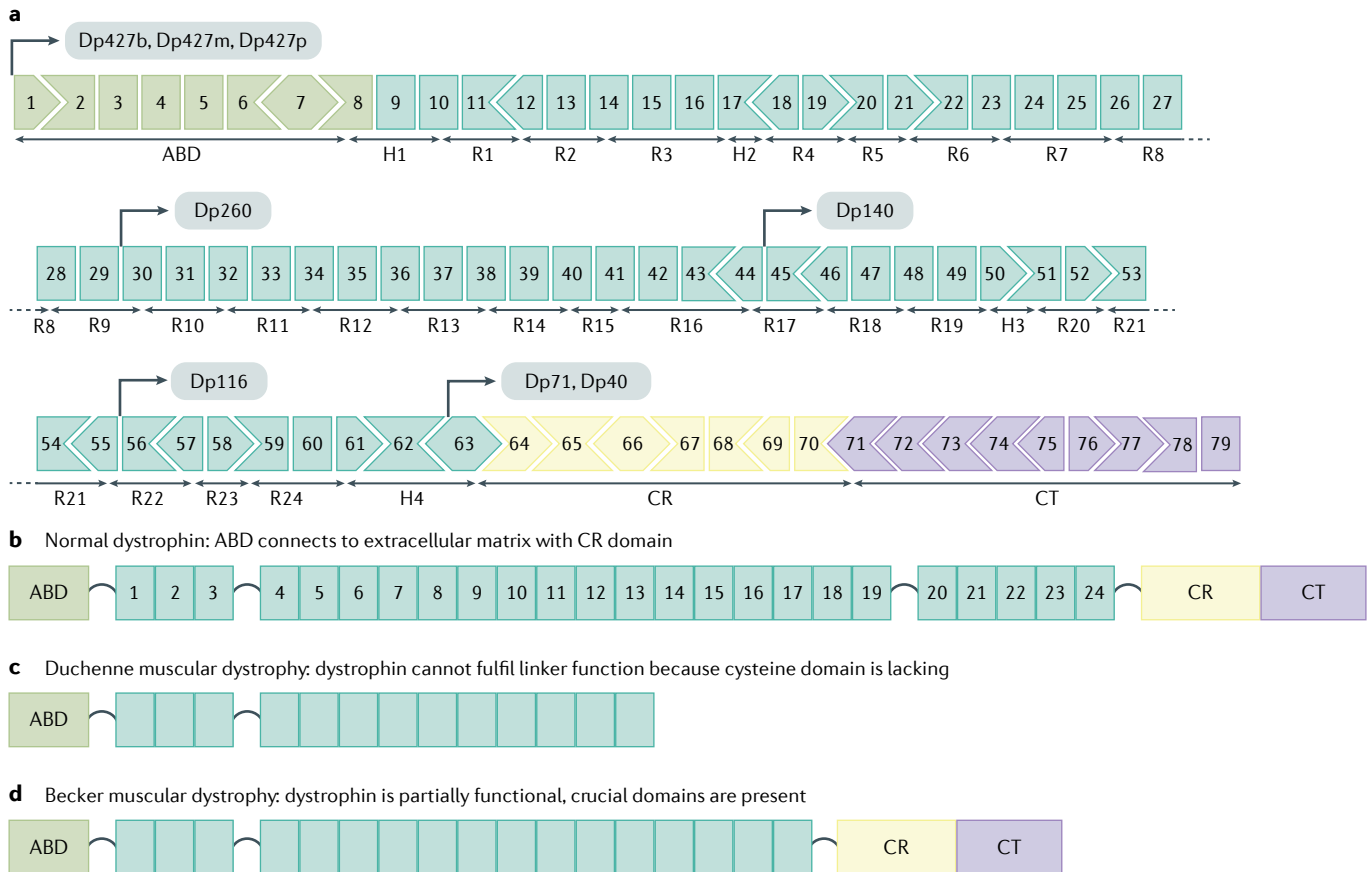 a
Dp427b, Dp427m, Dp427p
1 2 3 4 5 6 7 8 9 10 11 12 13 14 15 16 17 18 19 20 21 22 23 24 25 26 27
ABD H1 R1 R2 R3 H2 R4 R5 R6 R7 R8
Dp260 Dp140
28 29 30 31 32 33 34 35 36 37 38 39 40 41 42 43 44 45 46 47 48 49 50 51 52 53
R8 R9 R10 R11 R12 R13 R14 R15 R16 R17 R18 R19 H3 R20 R21
Dp116 Dp71, Dp40
54 55 56 57 58 59 60 61 62 63 64 65 66 67 68 69 70 71 72 73 74 75 76 77 78 79
R21 R22 R23 R24 H4 CR CT
b Normal dystrophin: ABD connects to extracellular matrix with CR domain
ABD 1 2 3 4 5 6 7 8 9 10 11 12 13 14 15 16 17 18 19 20 21 22 23 24 CR CT
c Duchenne muscular dystrophy: dystrophin cannot fulfil linker function because cysteine domain is lacking
ABD
d Becker muscular dystrophy: dystrophin is partially functional, crucial domains are present
ABD CR CT